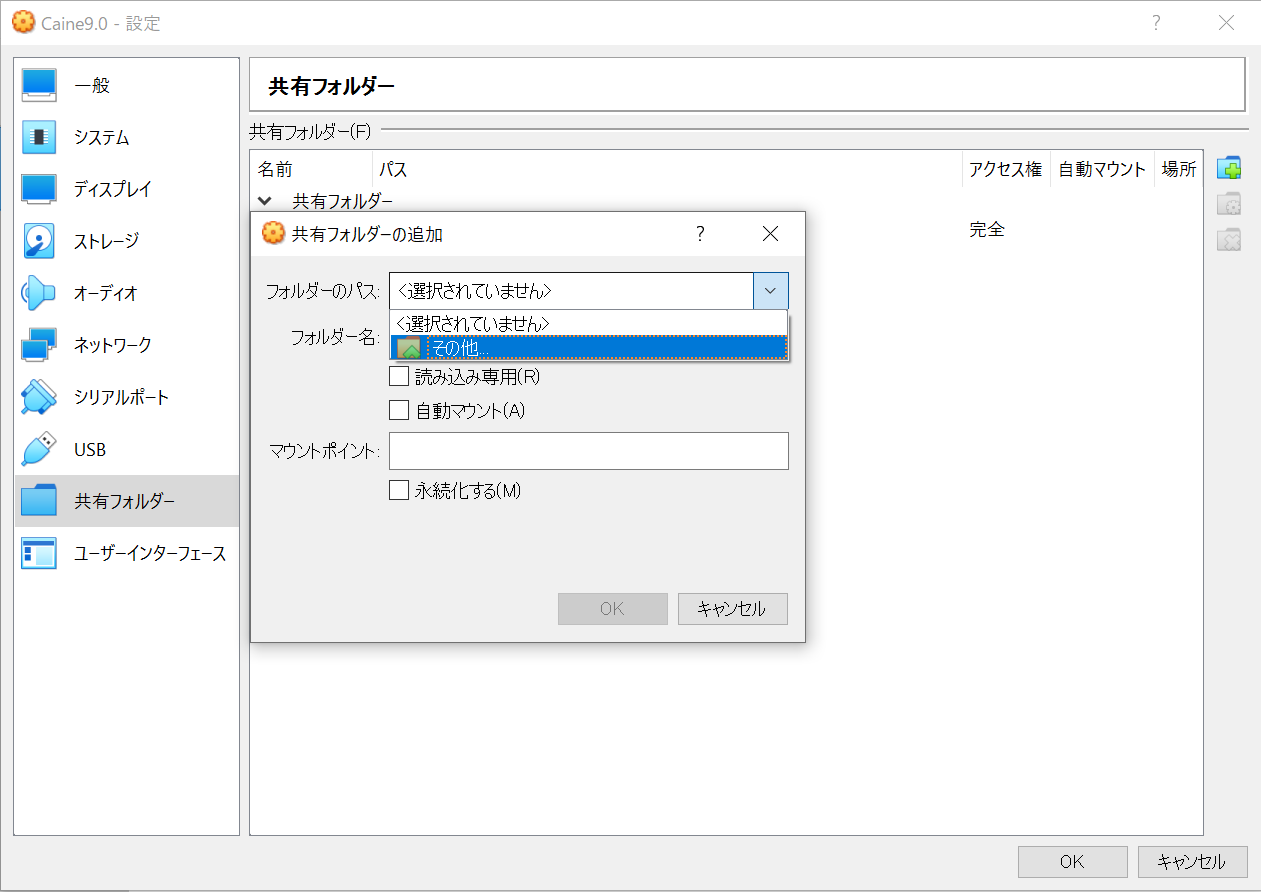 Caine9.0 - 設定
?
一般
システム
ディスプレイ
ストレージ
オーディオ
ネットワーク
シリアルポート
USB
共有フォルダー
ユーザーインターフェース
共有フォルダー
共有フォルダー(F)
名前 パス アクセス権 自動マウント 場所
共有フォルダー
完全
共有フォルダーの追加 ?
フォルダーのパス: <選択されていません>
<選択されていません>
フォルダー名: その他...
読み込み専用(R)
自動マウント(A)
マウントポイント:
永続化する(M)
OK キャンセル
OK キャンセル